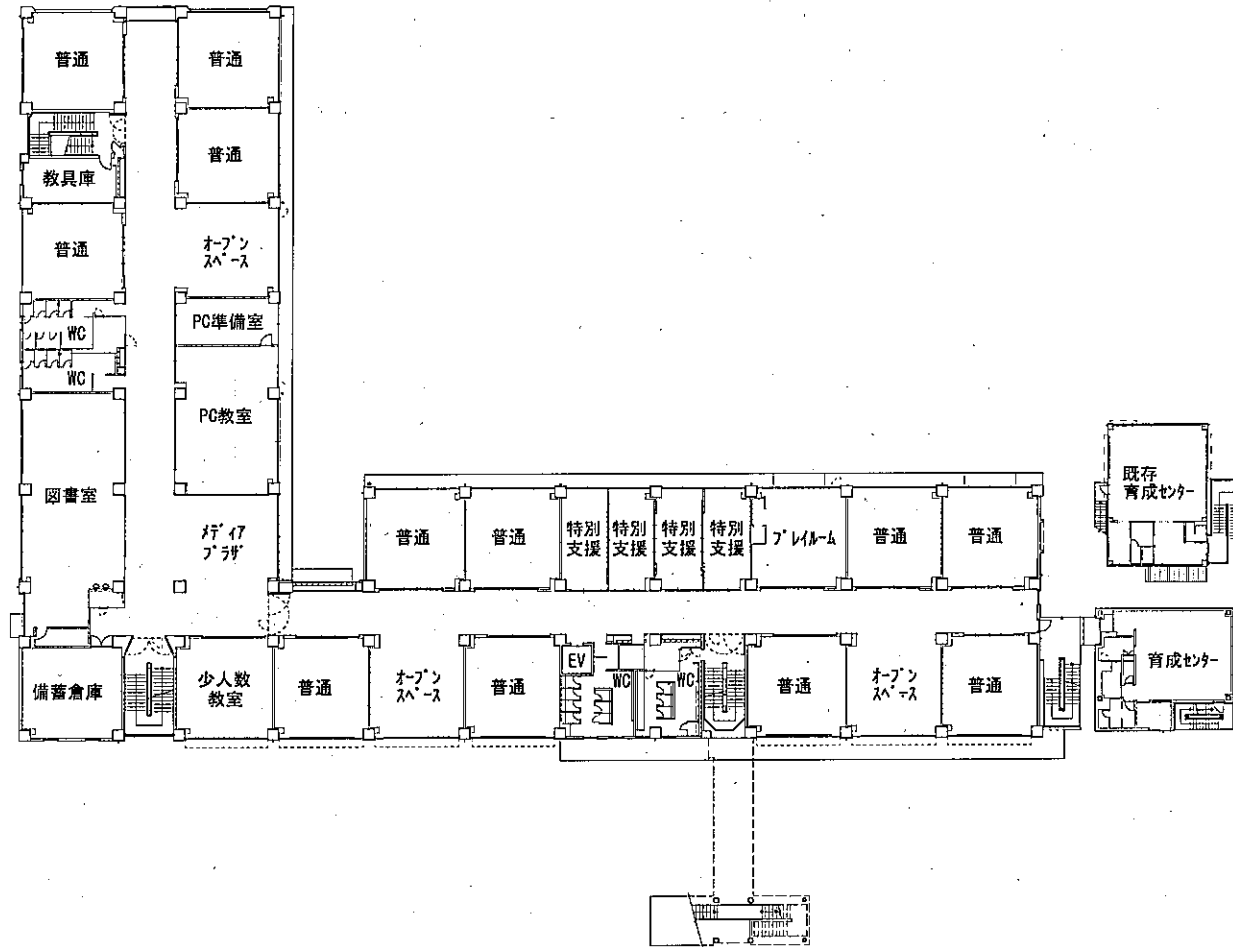 普通
普通
普通
教具庫
普通
オープン
スペース
PC準備室
WC
WC
PC教室
図書室
メディア
プラザ
普通
普通
特別
支援
特別
支援
特別
支援
特別
支援
プレイルーム
普通
普通
既存
育成センター
備蓄倉庫
少人数
教室
普通
オープン
スペース
普通
EV
WC
WC
普通
オープン
スペース
普通
育成センター